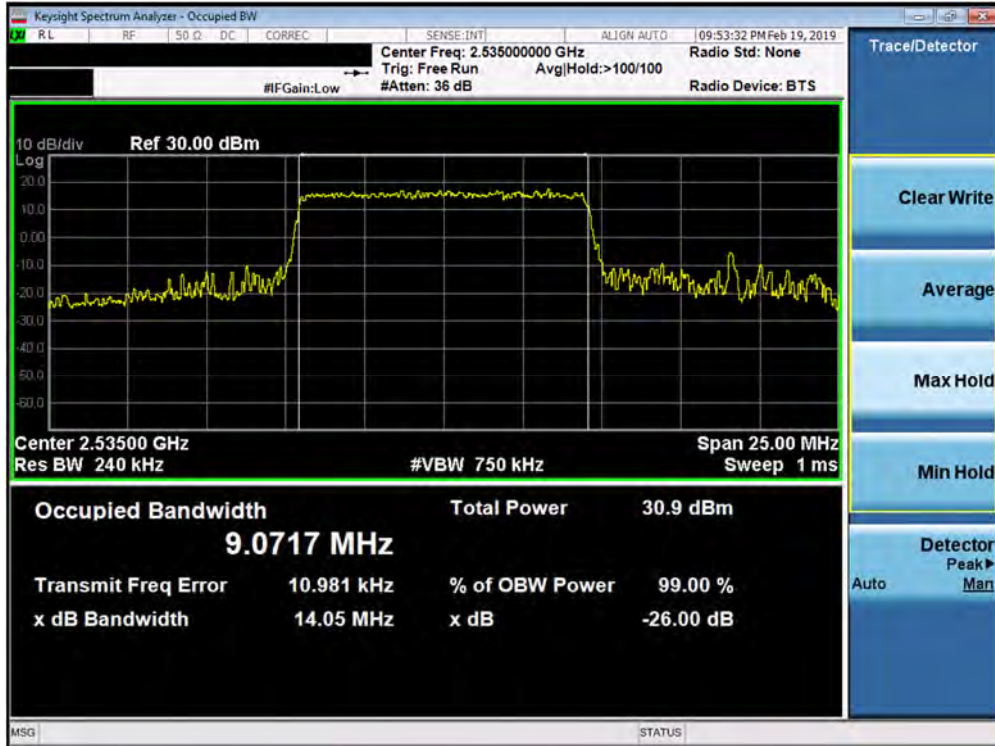 Keysight Spectrum Analyzer - Occupied BW
LXI RL RF 50 Ω DC CORREC SENSE:INT ALIGN AUTO 09:53:32 PM Feb 19, 2019
Center Freq: 2.535000000 GHz Radio Std: None
Trig: Free Run Avg|Hold:>100/100
#IFGain:Low #Atten: 36 dB Radio Device: BTS
10 dB/div Ref 30.00 dBm
Log
20.0
10.0
0.00
-10.0
-20.0
-30.0
-40.0
-50.0
-60.0
Center 2.53500 GHz Span 25.00 MHz
Res BW 240 kHz #VBW 750 kHz Sweep 1 ms
Occupied Bandwidth Total Power 30.9 dBm
9.0717 MHz
Transmit Freq Error 10.981 kHz % of OBW Power 99.00 %
x dB Bandwidth 14.05 MHz x dB -26.00 dB
MSG STATUS
Trace/Detector
Clear Write
Average
Max Hold
Min Hold
Detector
Peak▶
Auto Man